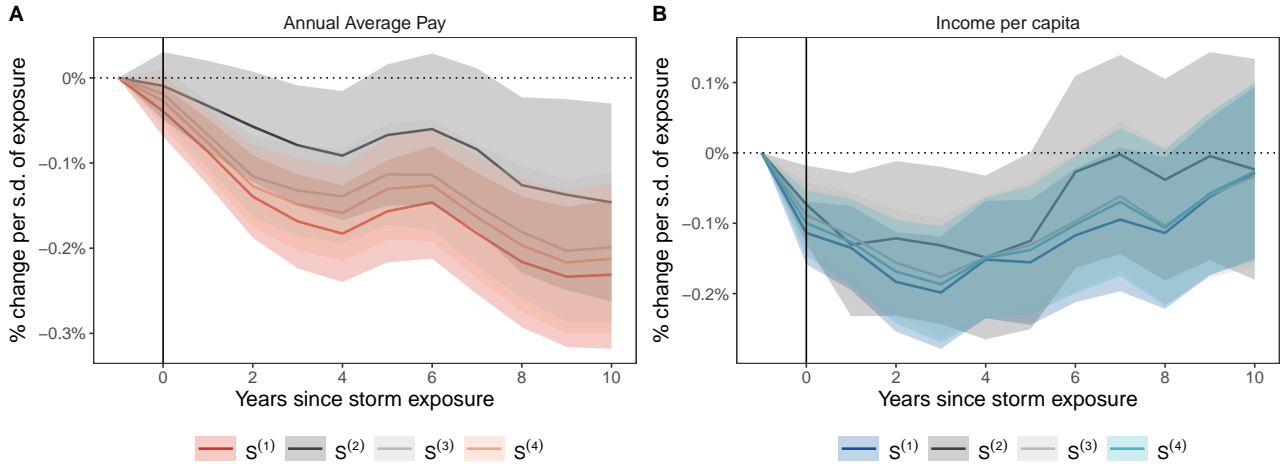 A
Annual Average Pay
% change per s.d. of exposure
0%
−0.1%
−0.2%
−0.3%
0 2 4 6 8 10
Years since storm exposure
S(1) S(2) S(3) S(4)
B
Income per capita
% change per s.d. of exposure
0.1%
0%
−0.1%
−0.2%
0 2 4 6 8 10
Years since storm exposure
S(1) S(2) S(3) S(4)